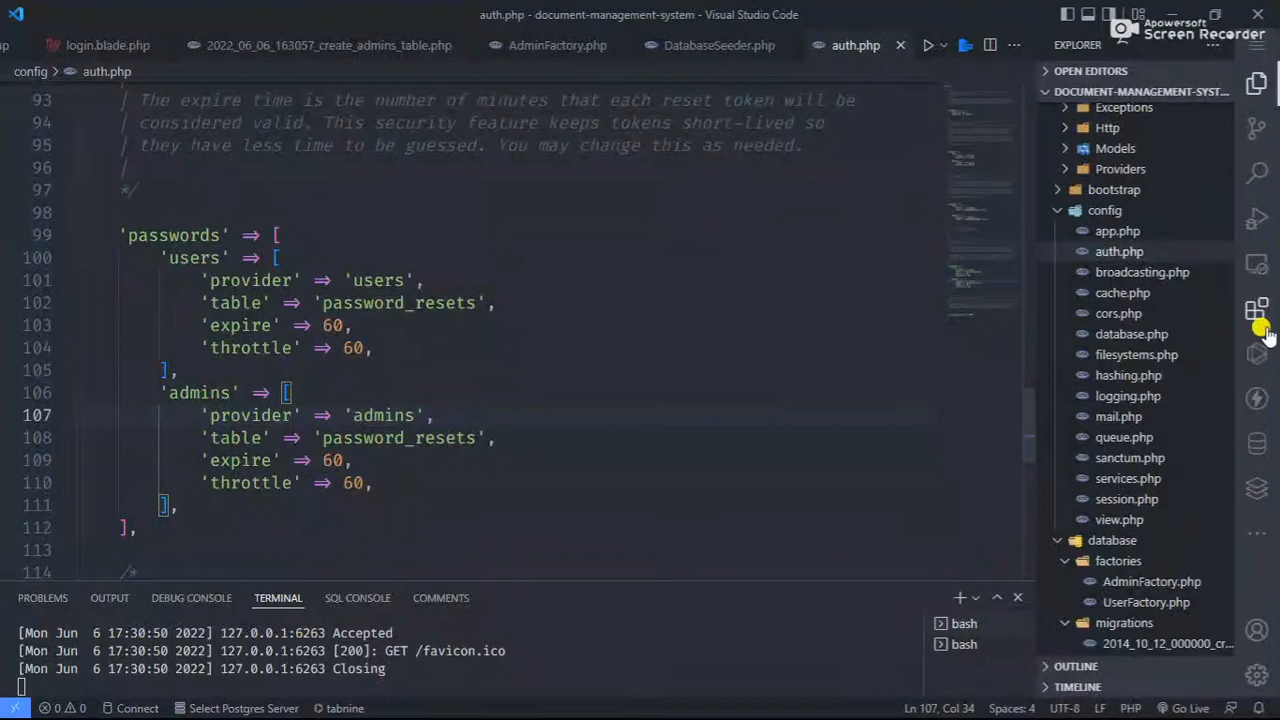 auth.php - document-management-system - Visual Studio Code
Apowersoft
Screen Recorder
hp
login.blade.php
2022_06_06_163057_create_admins_table.php
AdminFactory.php
DatabaseSeeder.php
auth.php
EXPLORER
config > auth.php
OPEN EDITORS
DOCUMENT-MANAGEMENT-SYST...
93 | The expire time is the number of minutes that each reset token will be
94 | considered valid. This security feature keeps tokens short-lived so
95 | they have less time to be guessed. You may change this as needed.
96 |
97 */
98
99 'passwords' => [
100 'users' => [
101 'provider' => 'users',
102 'table' => 'password_resets',
103 'expire' => 60,
104 'throttle' => 60,
105 ],
106 'admins' => [
107 'provider' => 'admins',
108 'table' => 'password_resets',
109 'expire' => 60,
110 'throttle' => 60,
111 ],
112 ],
113
114 /*
Exceptions
Http
Models
Providers
bootstrap
config
app.php
auth.php
broadcasting.php
cache.php
cors.php
database.php
filesystems.php
hashing.php
logging.php
mail.php
queue.php
sanctum.php
services.php
session.php
view.php
database
factories
AdminFactory.php
UserFactory.php
migrations
2014_10_12_000000_cr...
OUTLINE
TIMELINE
PROBLEMS OUTPUT DEBUG CONSOLE TERMINAL SQL CONSOLE COMMENTS
[Mon Jun 6 17:30:50 2022] 127.0.0.1:6263 Accepted
[Mon Jun 6 17:30:50 2022] 127.0.0.1:6263 [200]: GET /favicon.ico
[Mon Jun 6 17:30:50 2022] 127.0.0.1:6263 Closing
bash
bash
0 0 Connect Select Postgres Server tabnine Ln 107, Col 34 Spaces: 4 UTF-8 LF PHP Go Live